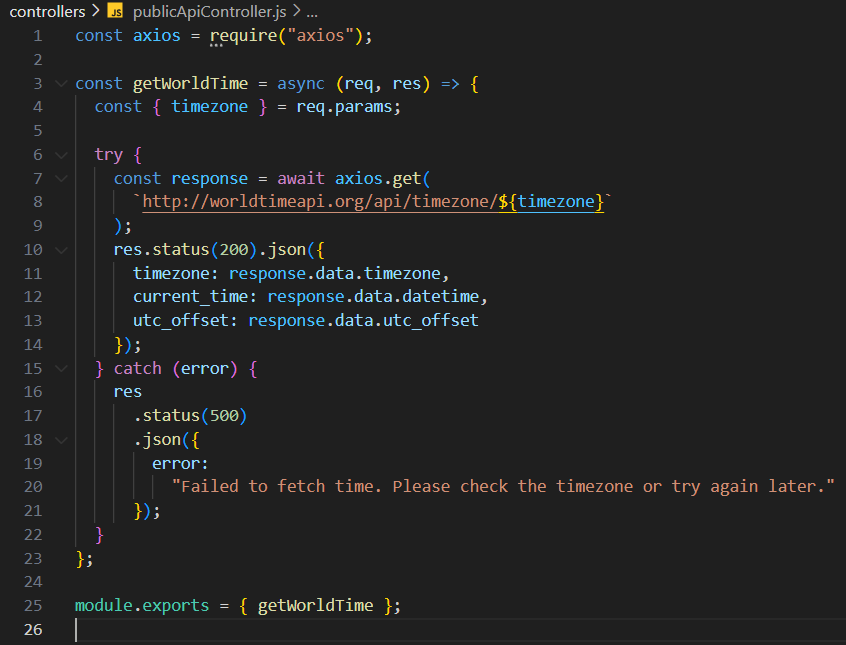 controllers > JS publicApiController.js > ...
1 const axios = require("axios");
2
3 const getWorldTime = async (req, res) => {
4   const { timezone } = req.params;
5
6   try {
7     const response = await axios.get(
8       `http://worldtimeapi.org/api/timezone/${timezone}`
9     );
10     res.status(200).json({
11       timezone: response.data.timezone,
12       current_time: response.data.datetime,
13       utc_offset: response.data.utc_offset
14     });
15   } catch (error) {
16     res
17       .status(500)
18       .json({
19         error:
20           "Failed to fetch time. Please check the timezone or try again later."
21       });
22   }
23 };
24
25 module.exports = { getWorldTime };
26